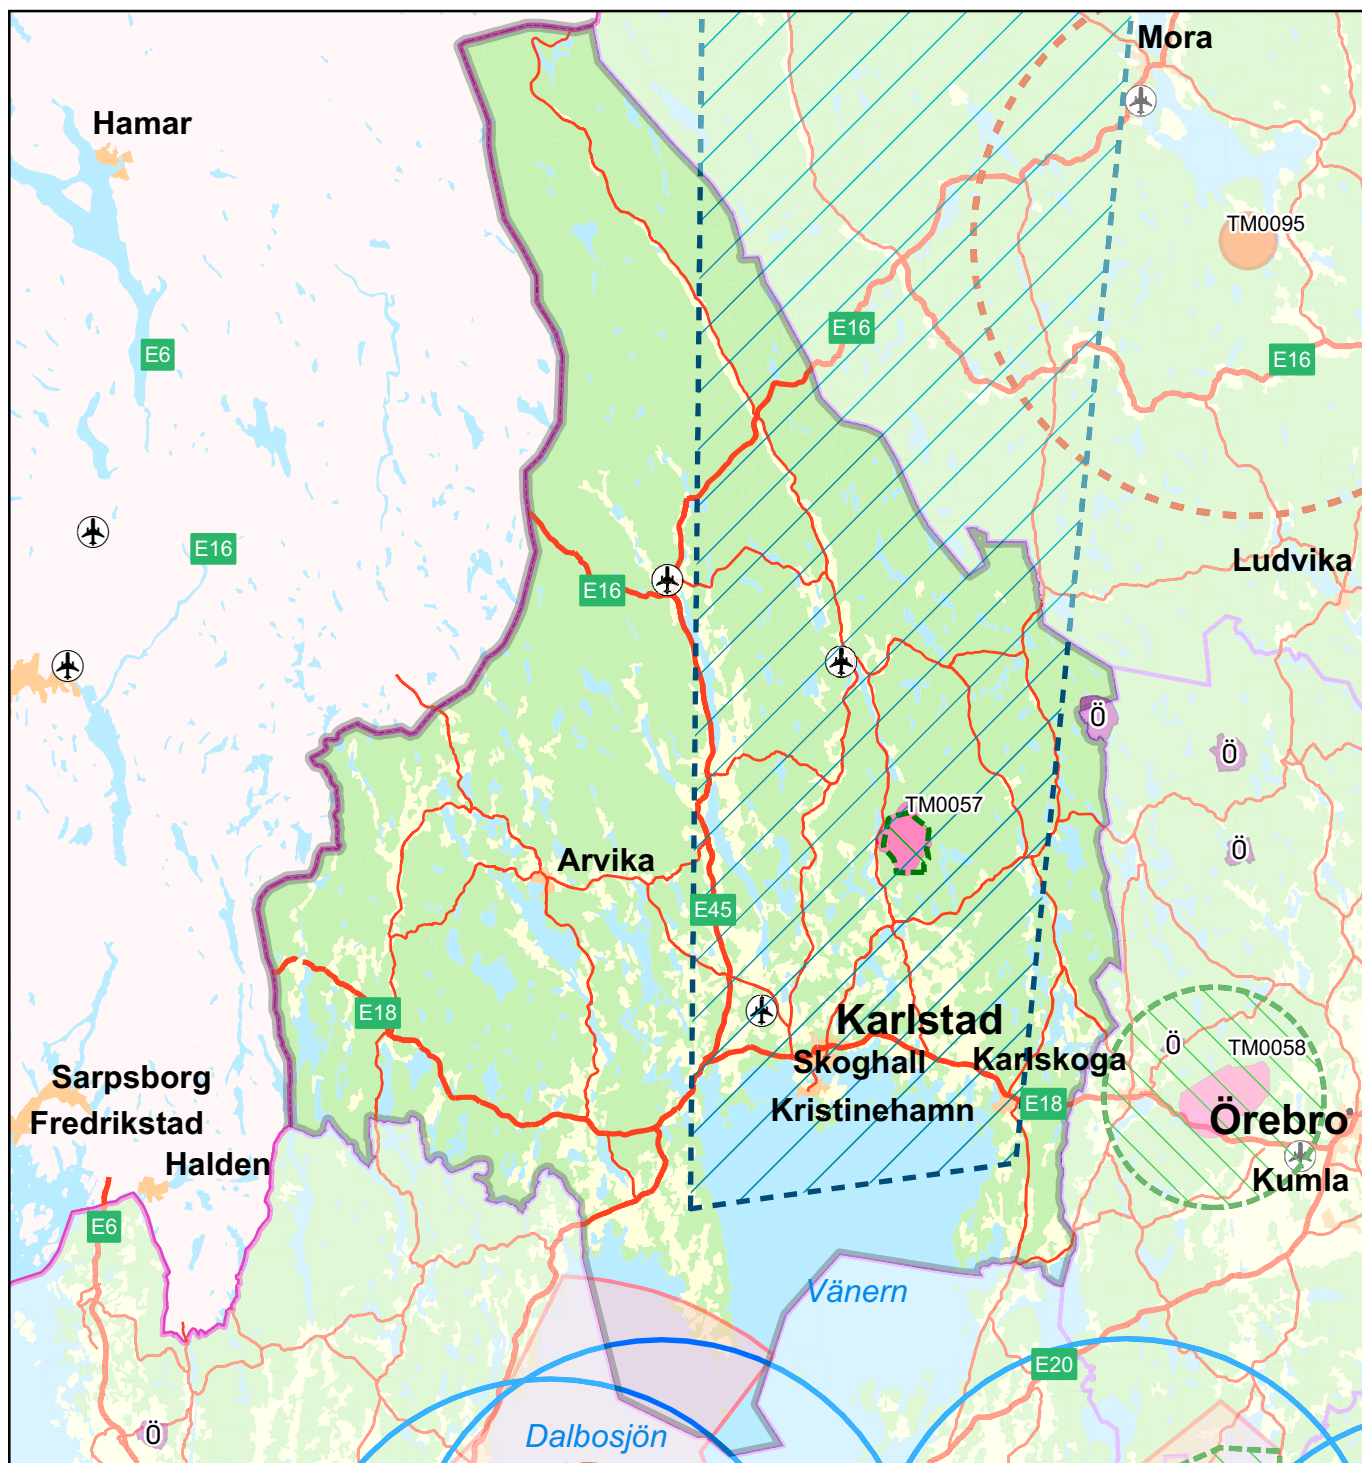 Mora
Hamar
TM0095
E16
E6
E16
E16
Ludvika
E16
Ö
Ö
TM0057
Ö
Arvika
E45
E18
Karlstad
Ö
TM0058
Skoghall
Karlskoga
Sarpsborg
E18
Kristinehamn
Örebro
Fredrikstad
Halden
Kumla
E6
Vänern
E20
Ö
Dalbosjön